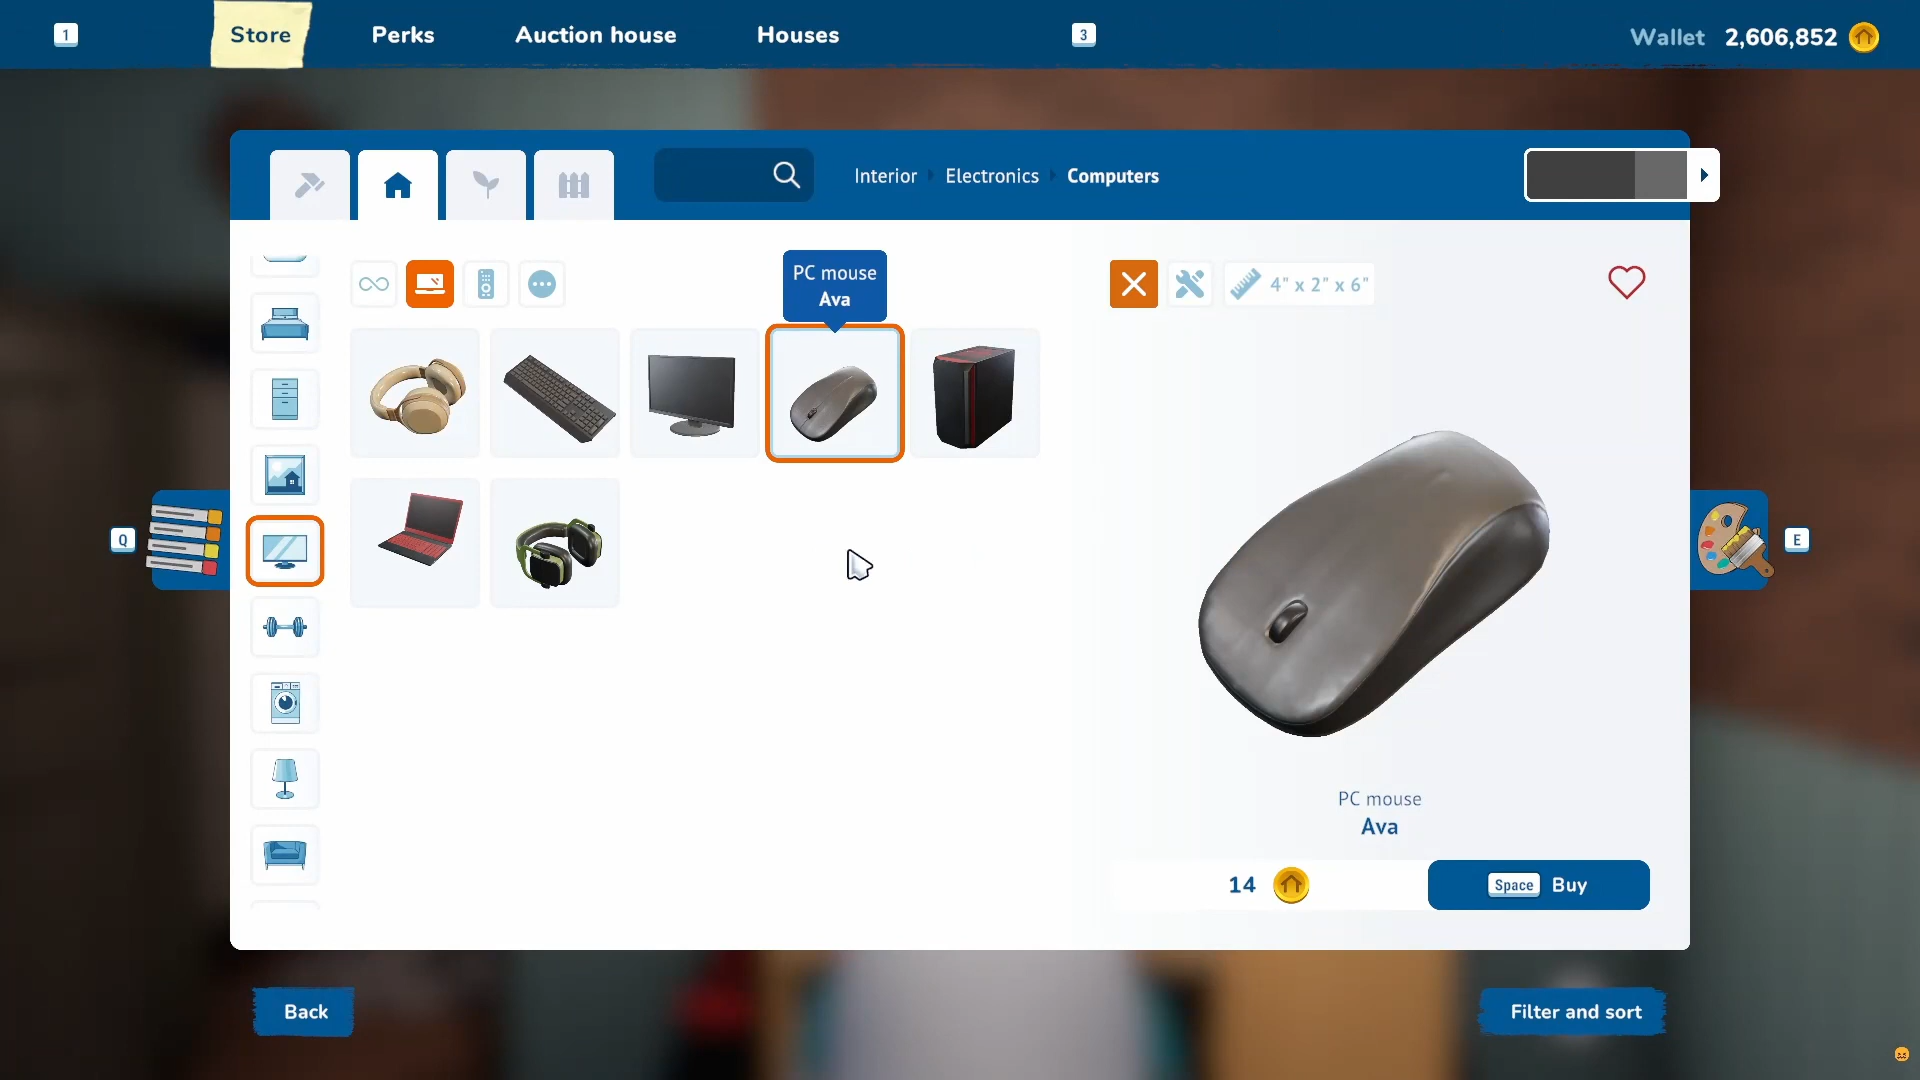 1
Store
Perks
Auction house
Houses
3
Wallet 2,606,852
Interior Electronics Computers
PC mouse
Ava
4" x 2" x 6"
Q
E
PC mouse
Ava
14
Space Buy
Back
Filter and sort